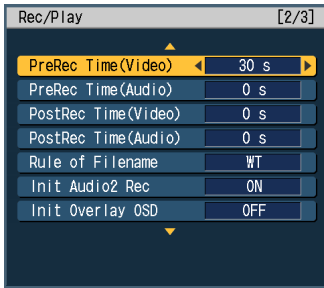 Rec/Play [2/3]
PreRec Time(Video) 30 s
PreRec Time(Audio) 0 s
PostRec Time(Video) 0 s
PostRec Time(Audio) 0 s
Rule of Filename WT
Init Audio2 Rec ON
Init Overlay OSD OFF